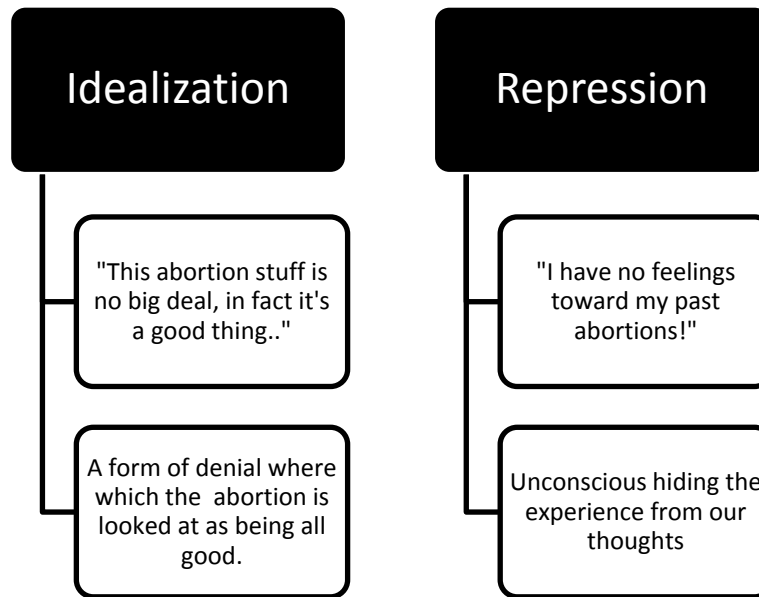 Idealization
"This abortion stuff is
no big deal, in fact it's
a good thing.."
A form of denial where
which the  abortion is
looked at as being all
good.
Repression
"I have no feelings
toward my past
abortions!"
Unconscious hiding the
experience from our
thoughts